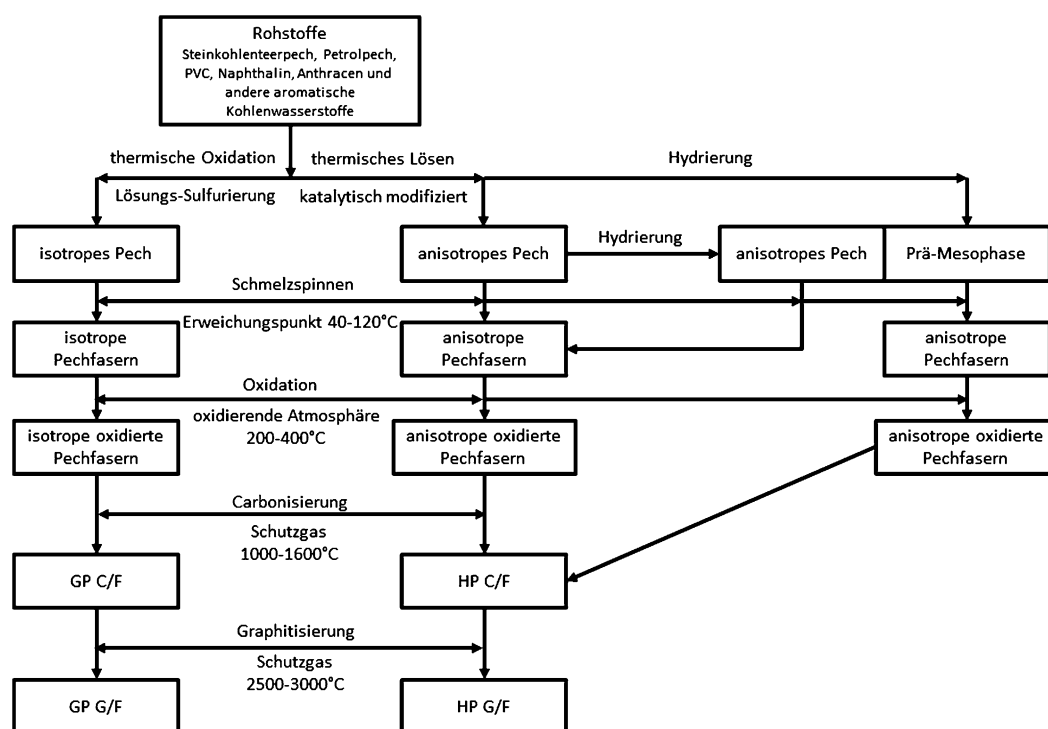 Rohstoffe
Steinkohlenteerpech, Petrolpech,
PVC, Naphthalin, Anthracen und
andere aromatische
Kohlenwasserstoffe
thermische Oxidation
thermisches Lösen
Hydrierung
Lösungs-Sulfurierung
katalytisch modifiziert
isotropes Pech
anisotropes Pech
Hydrierung
anisotropes Pech
Prä-Mesophase
Schmelzspinnen
Erweichungspunkt 40-120°C
isotrope
Pechfasern
anisotrope
Pechfasern
anisotrope
Pechfasern
Oxidation
oxidierende Atmosphäre
200-400°C
isotrope oxidierte
Pechfasern
anisotrope oxidierte
Pechfasern
anisotrope oxidierte
Pechfasern
Carbonisierung
Schutzgas
1000-1600°C
GP C/F
HP C/F
Graphitisierung
Schutzgas
2500-3000°C
GP G/F
HP G/F